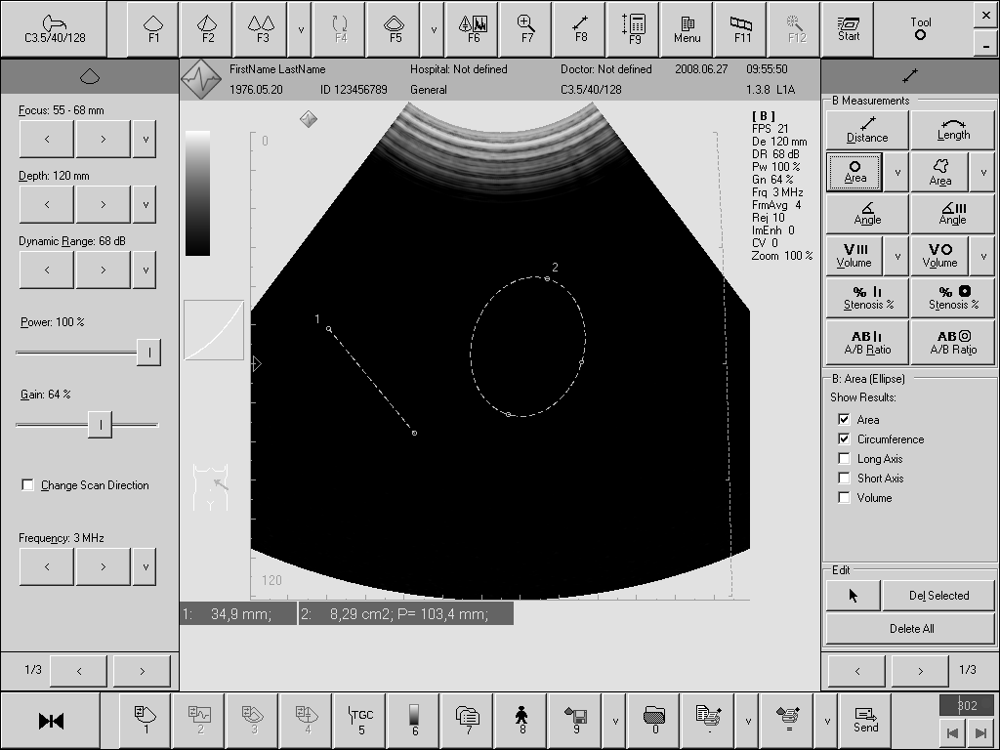 C3.5/40/128
F1
F2
F3
v
F4
F5
v
F6
F7
F8
F9
Menu
F11
F12
Start
Tool
FirstName LastName
Hospital: Not defined
Doctor: Not defined
2008.06.27
09:55:50
1976.05.20
ID 123456789
General
C3.5/40/128
1.3.8 L1A
Focus: 55 - 68 mm
< > v
Depth: 120 mm
< > v
Dynamic Range: 68 dB
< > v
Power: 100 %
Gain: 64 %
Change Scan Direction
Frequency: 3 MHz
< > v
1/3 < >
0
1
2
120
[ B ]
FPS 21
De 120 mm
DR 68 dB
Pw 100 %
Gn 64 %
Frq 3 MHz
FrmAvg 4
Rej 10
ImEnh 0
CV 0
Zoom 100 %
1: 34,9 mm;
2: 8,29 cm2; P= 103,4 mm;
B Measurements
Distance
Length
Area
v
Area
v
Angle
Angle
V
Volume
v
VO
Volume
v
%
Stenosis %
%
Stenosis %
AB
A/B Ratio
AB
A/B Ratio
B: Area (Ellipse)
Show Results:
Area
Circumference
Long Axis
Short Axis
Volume
Edit
Del Selected
Delete All
< > 1/3
1
2
3
4
TGC
5
6
7
8
9
v
0
-
v
=
v
Send
302